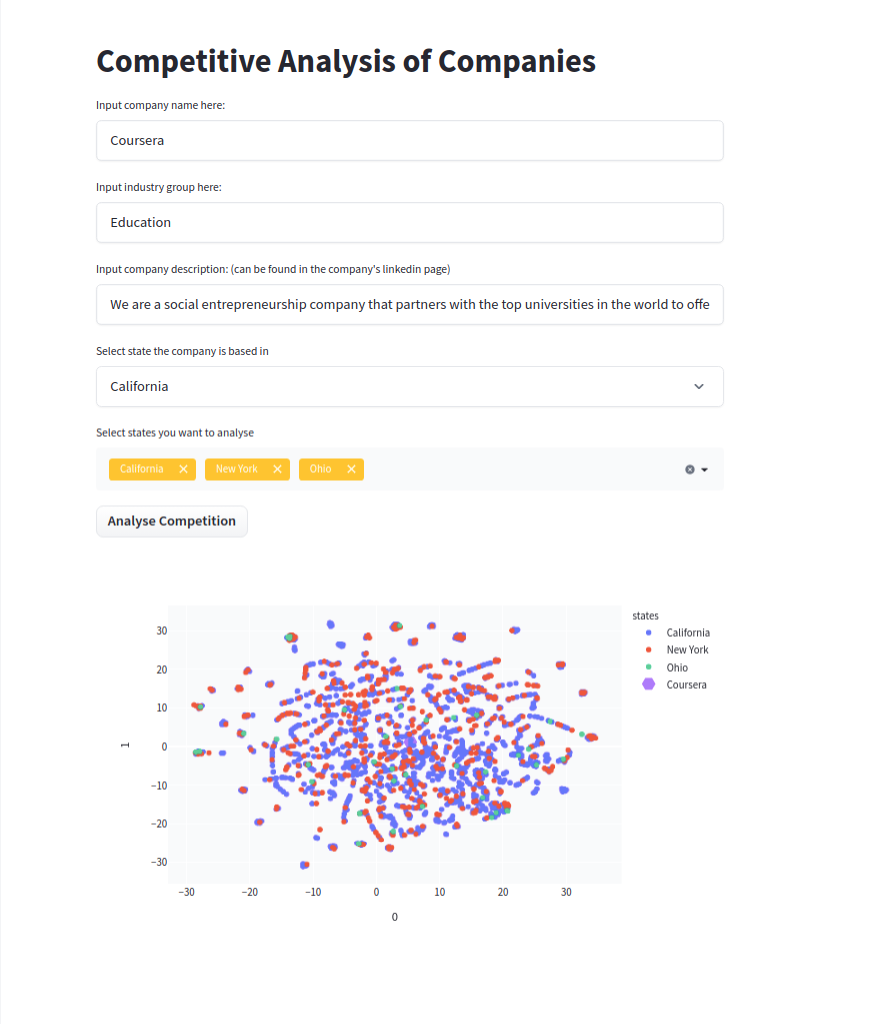 Competitive Analysis of Companies
Input company name here:
Coursera
Input industry group here:
Education
Input company description: (can be found in the company's linkedin page)
We are a social entrepreneurship company that partners with the top universities in the world to offe
Select state the company is based in
California
Select states you want to analyse
California New York Ohio
Analyse Competition
states
California
New York
Ohio
Coursera
30
20
10
0
−10
−20
−30
1
−30 −20 −10 0 10 20 30
0